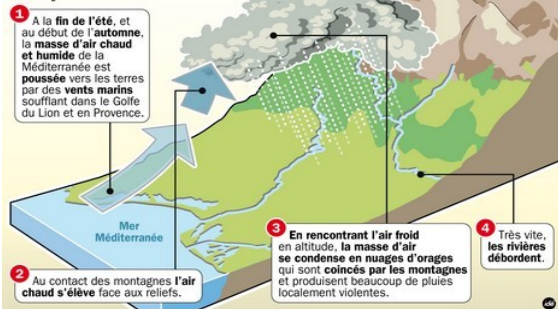 1
A la fin de l'été, et
au début de l'automne,
la masse d'air chaud
et humide de la
Méditerranée est
poussée vers les terres
par des vents marins
soufflant dans le Golfe
du Lion et en Provence.
Mer
Méditerranée
2
Au contact des montagnes l'air
chaud s'élève face aux reliefs.
3
En rencontrant l'air froid
en altitude, la masse d'air
se condense en nuages d'orages
qui sont coincés par les montagnes
et produisent beaucoup de pluies
localement violentes.
4
Très vite,
les rivières
débordent.
idé